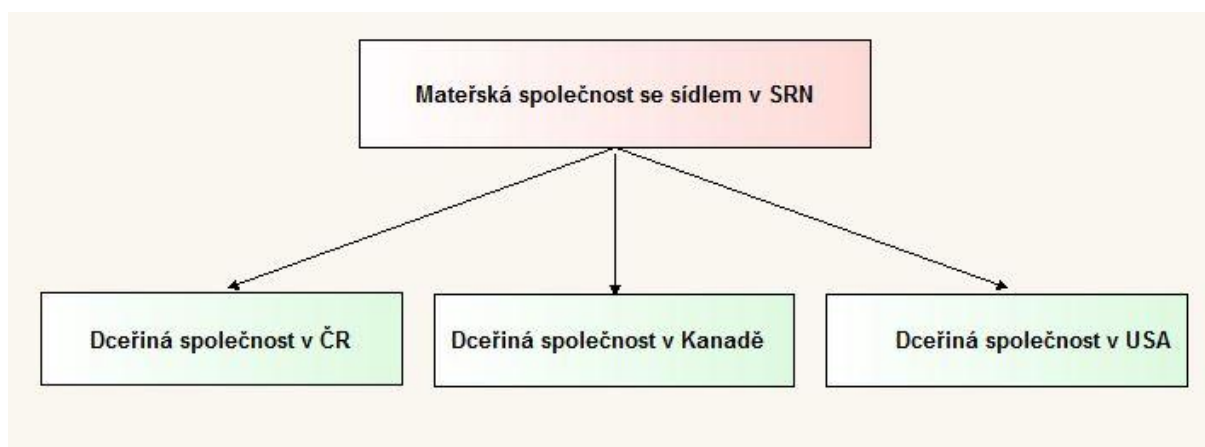 Mateřská společnost se sídlem v SRN
Dceřiná společnost v ČR
Dceřiná společnost v Kanadě
Dceřiná společnost v USA